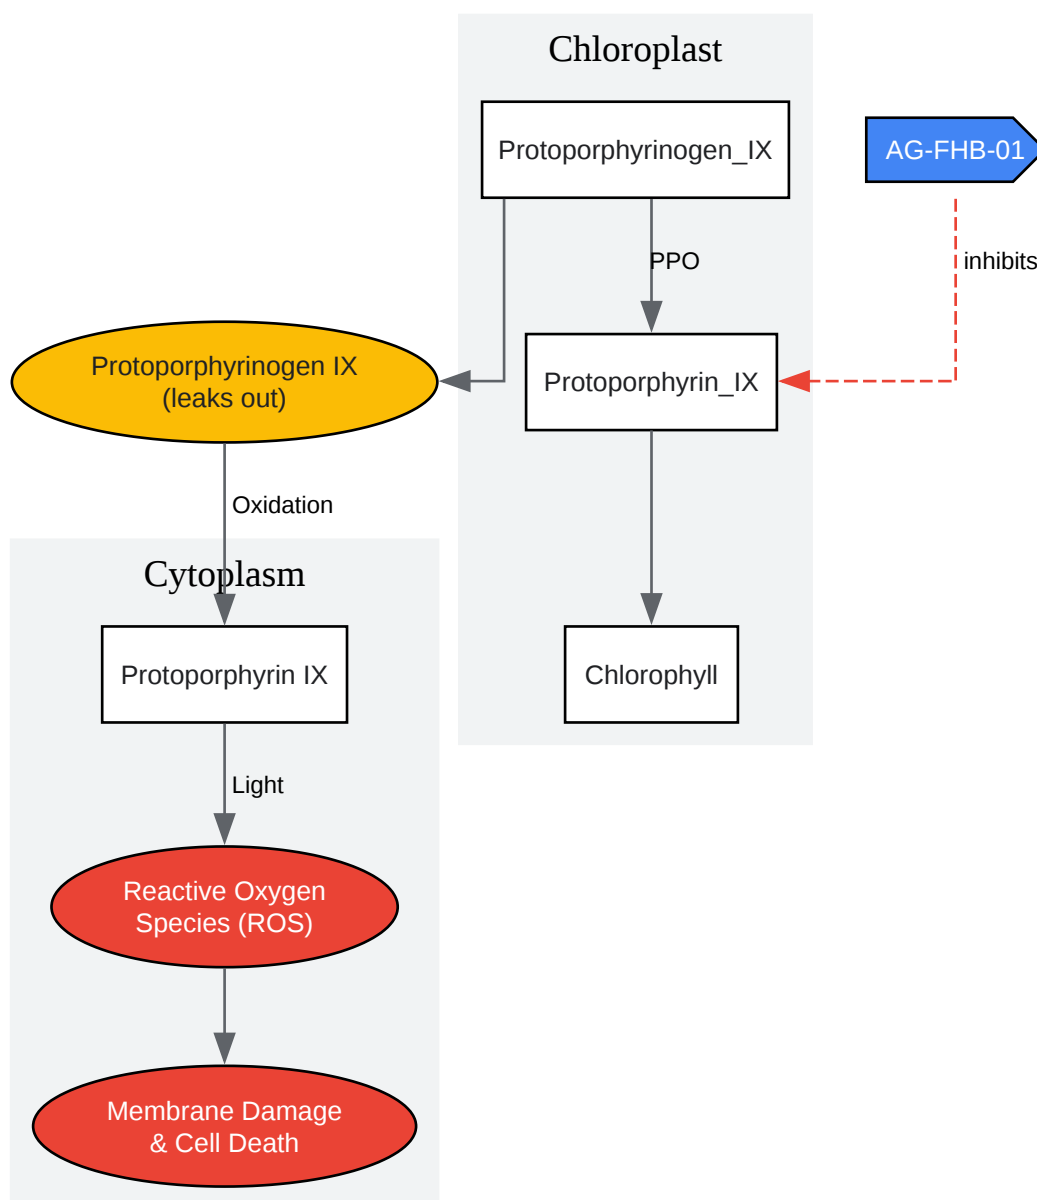 Chloroplast
Protoporphyrinogen_IX
AG-FHB-01
PPO
inhibits
Protoporphyrinogen IX
(leaks out)
Protoporphyrin_IX
Oxidation
Cytoplasm
Protoporphyrin IX
Chlorophyll
Light
Reactive Oxygen
Species (ROS)
Membrane Damage
& Cell Death